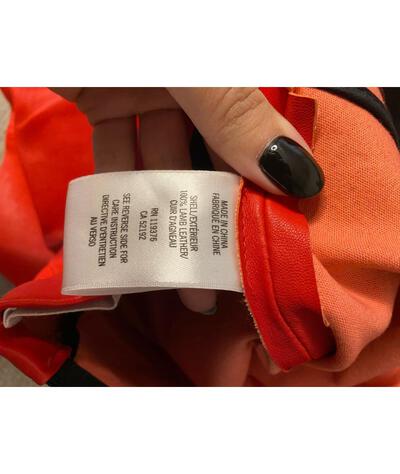 MADE IN CHINA
FABRIQUÉ EN CHINE
SHELL/EXTÉRIEUR
100% LAMB LEATHER/
CUIR D'AGNEAU
RN 119376
CA 52192
SEE REVERSE SIDE FOR
CARE INSTRUCTION
DIRECTIVE D'ENTRETIEN
AU VERSO